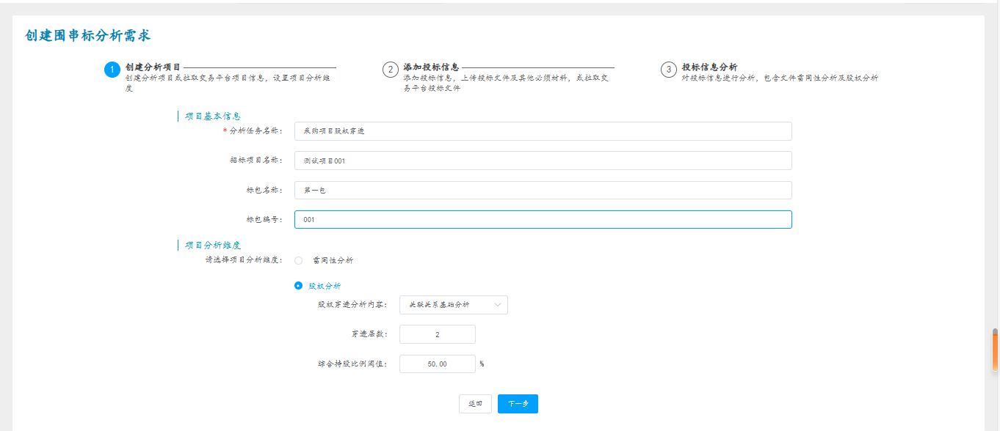 创建围串标分析需求
1 创建分析项目
创建分析项目或拉取交易平台项目信息，设置项目分析维
度
2 添加投标信息
添加投标信息，上传投标文件及其他必须材料，或拉取交
易平台投标文件
3 投标信息分析
对投标信息进行分析，包含文件雷同性分析及股权分析
项目基本信息
* 分析任务名称： 采购项目股权穿透
招标项目名称： 测试项目001
标包名称： 第一包
标包编号： 001
项目分析维度
请选择项目分析维度： 雷同性分析
股权分析
股权穿透分析内容： 关联关系基础分析
穿透层数： 2
综合持股比例阈值： 50.00 %
返回 下一步